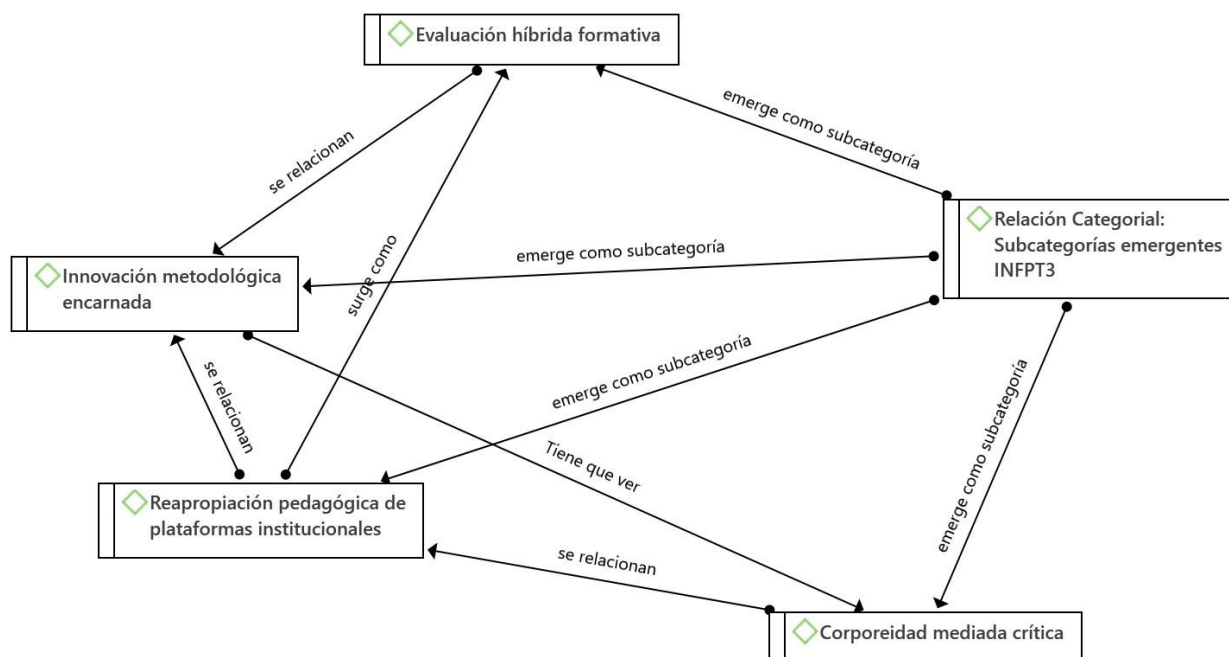 Evaluación híbrida formativa
emerge como subcategoría
se relacionan
Relación Categorial:
Subcategorías emergentes
INFPT3
emerge como subcategoría
Innovación metodológica
encarnada
surge como
emerge como subcategoría
se relacionan
emerge como subcategoría
Tiene que ver
Reapropiación pedagógica de
plataformas institucionales
se relacionan
Corporeidad mediada crítica